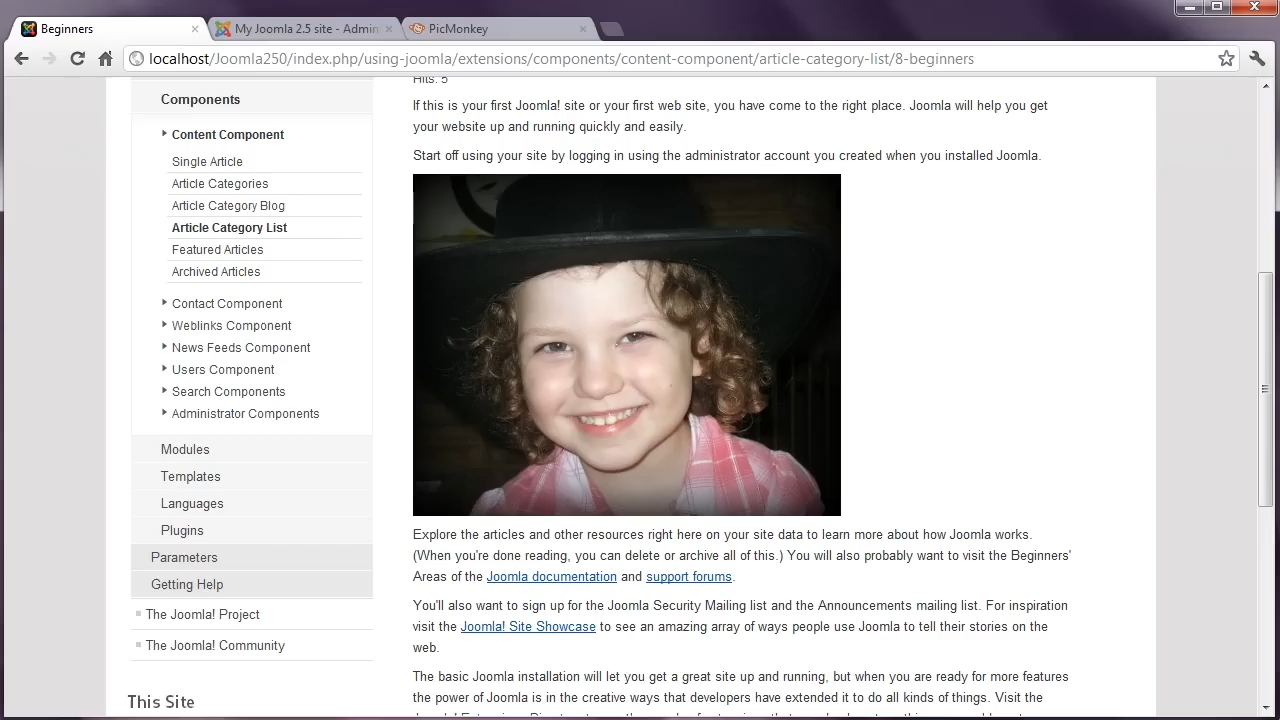 Beginners
My Joomla 2.5 site - Admin
PicMonkey
localhost/Joomla250/index.php/using-joomla/extensions/components/content-component/article-category-list/8-beginners
Components
Content Component
Single Article
Article Categories
Article Category Blog
Article Category List
Featured Articles
Archived Articles
Contact Component
Weblinks Component
News Feeds Component
Users Component
Search Components
Administrator Components
Modules
Templates
Languages
Plugins
Parameters
Getting Help
The Joomla! Project
The Joomla! Community
This Site
Hits: 5
If this is your first Joomla! site or your first web site, you have come to the right place. Joomla will help you get
your website up and running quickly and easily.
Start off using your site by logging in using the administrator account you created when you installed Joomla.
Explore the articles and other resources right here on your site data to learn more about how Joomla works.
(When you're done reading, you can delete or archive all of this.) You will also probably want to visit the Beginners'
Areas of the Joomla documentation and support forums.
You'll also want to sign up for the Joomla Security Mailing list and the Announcements mailing list. For inspiration
visit the Joomla! Site Showcase to see an amazing array of ways people use Joomla to tell their stories on the
web.
The basic Joomla installation will let you get a great site up and running, but when you are ready for more features
the power of Joomla is in the creative ways that developers have extended it to do all kinds of things. Visit the